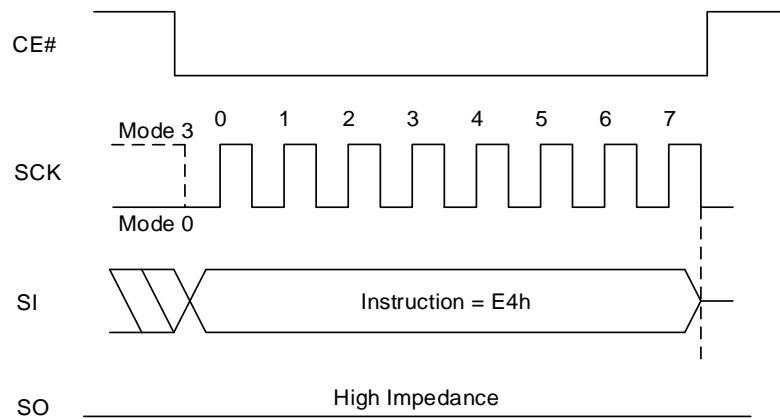 CE#
Mode 3 0 1 2 3 4 5 6 7
SCK
Mode 0
SI Instruction = E4h
SO High Impedance